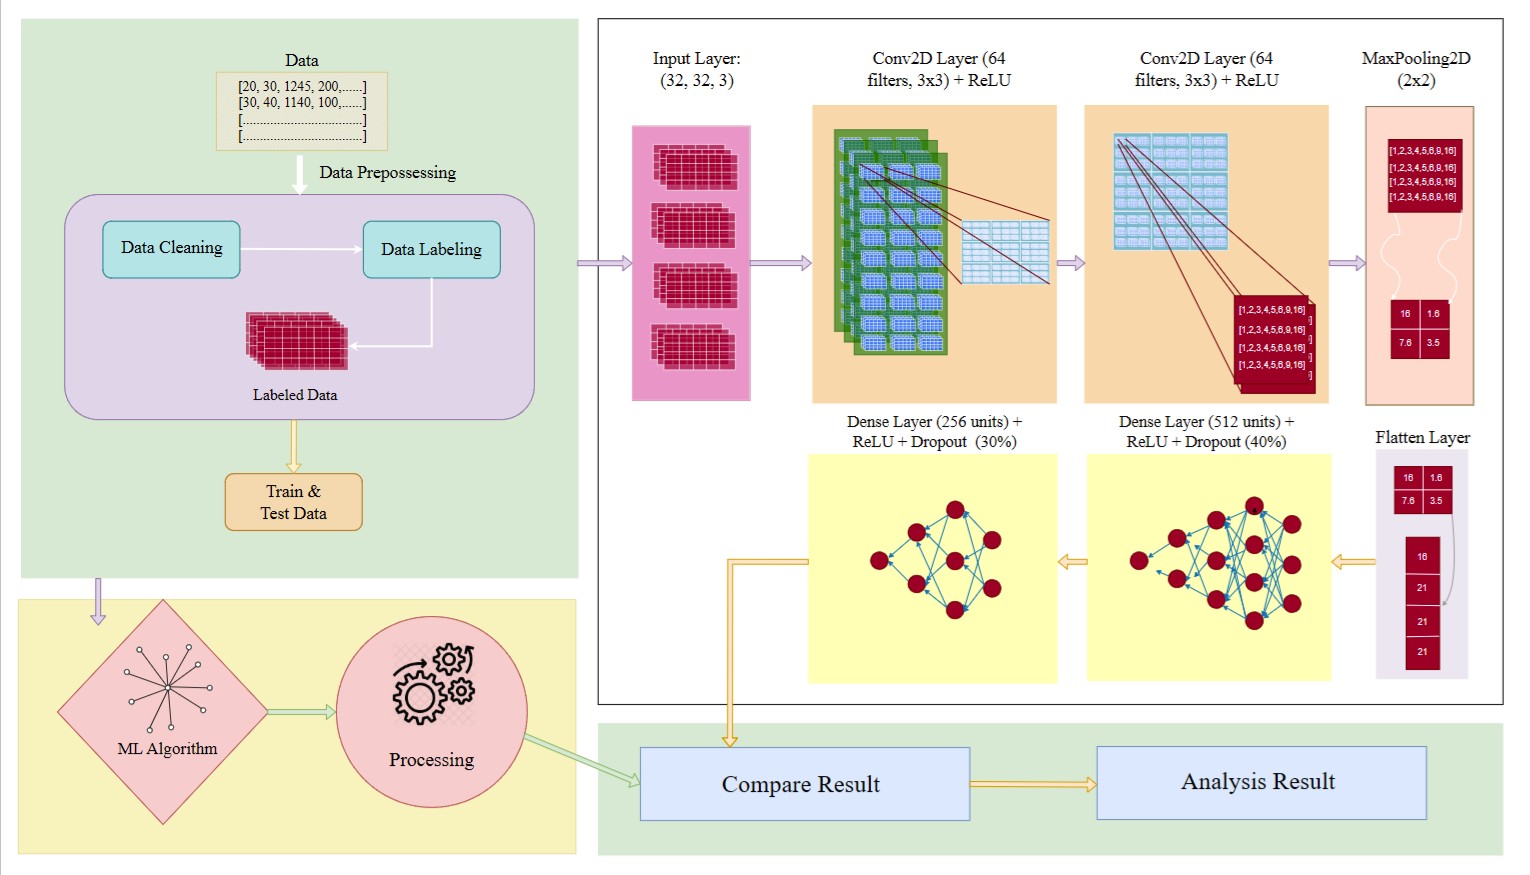 Data
[20, 30, 1245, 200,......]
[30, 40, 1140, 100,......]
[..................................]
[..................................]
Data Prepossessing
Data Cleaning
Data Labeling
Labeled Data
Train &
Test Data
ML Algorithm
Processing
Input Layer:
(32, 32, 3)
Conv2D Layer (64
filters, 3x3) + ReLU
Conv2D Layer (64
filters, 3x3) + ReLU
[1,2,3,4,5,6,9,16]
[1,2,3,4,5,6,9,16]
[1,2,3,4,5,6,9,16]
[1,2,3,4,5,6,9,16]
MaxPooling2D
(2x2)
[1,2,3,4,5,6,9,16]
[1,2,3,4,5,6,9,16]
[1,2,3,4,5,6,9,16]
[1,2,3,4,5,6,9,16]
16 1.6
7.6 3.5
Flatten Layer
16 1.6
7.6 3.5
16
21
21
21
Dense Layer (512 units) +
ReLU + Dropout (40%)
Dense Layer (256 units) +
ReLU + Dropout (30%)
Compare Result
Analysis Result